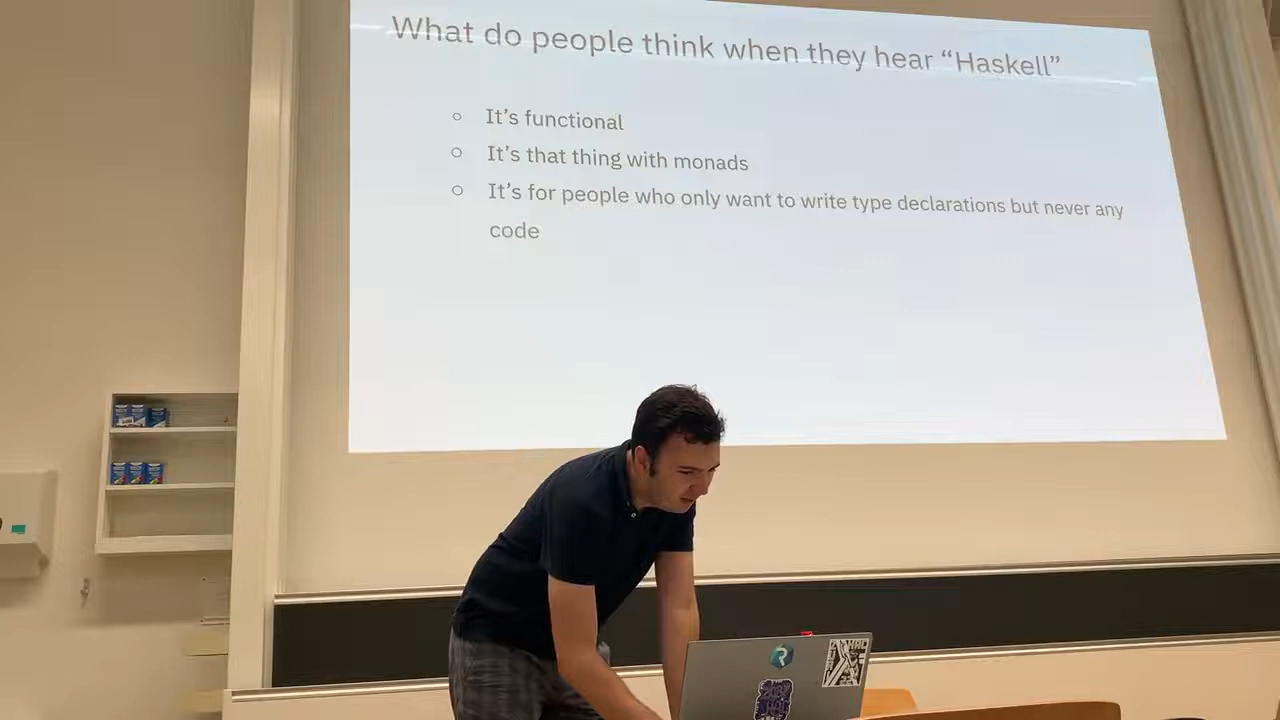 What do people think when they hear “Haskell”
It’s functional
It’s that thing with monads
It’s for people who only want to write type declarations but never any
code